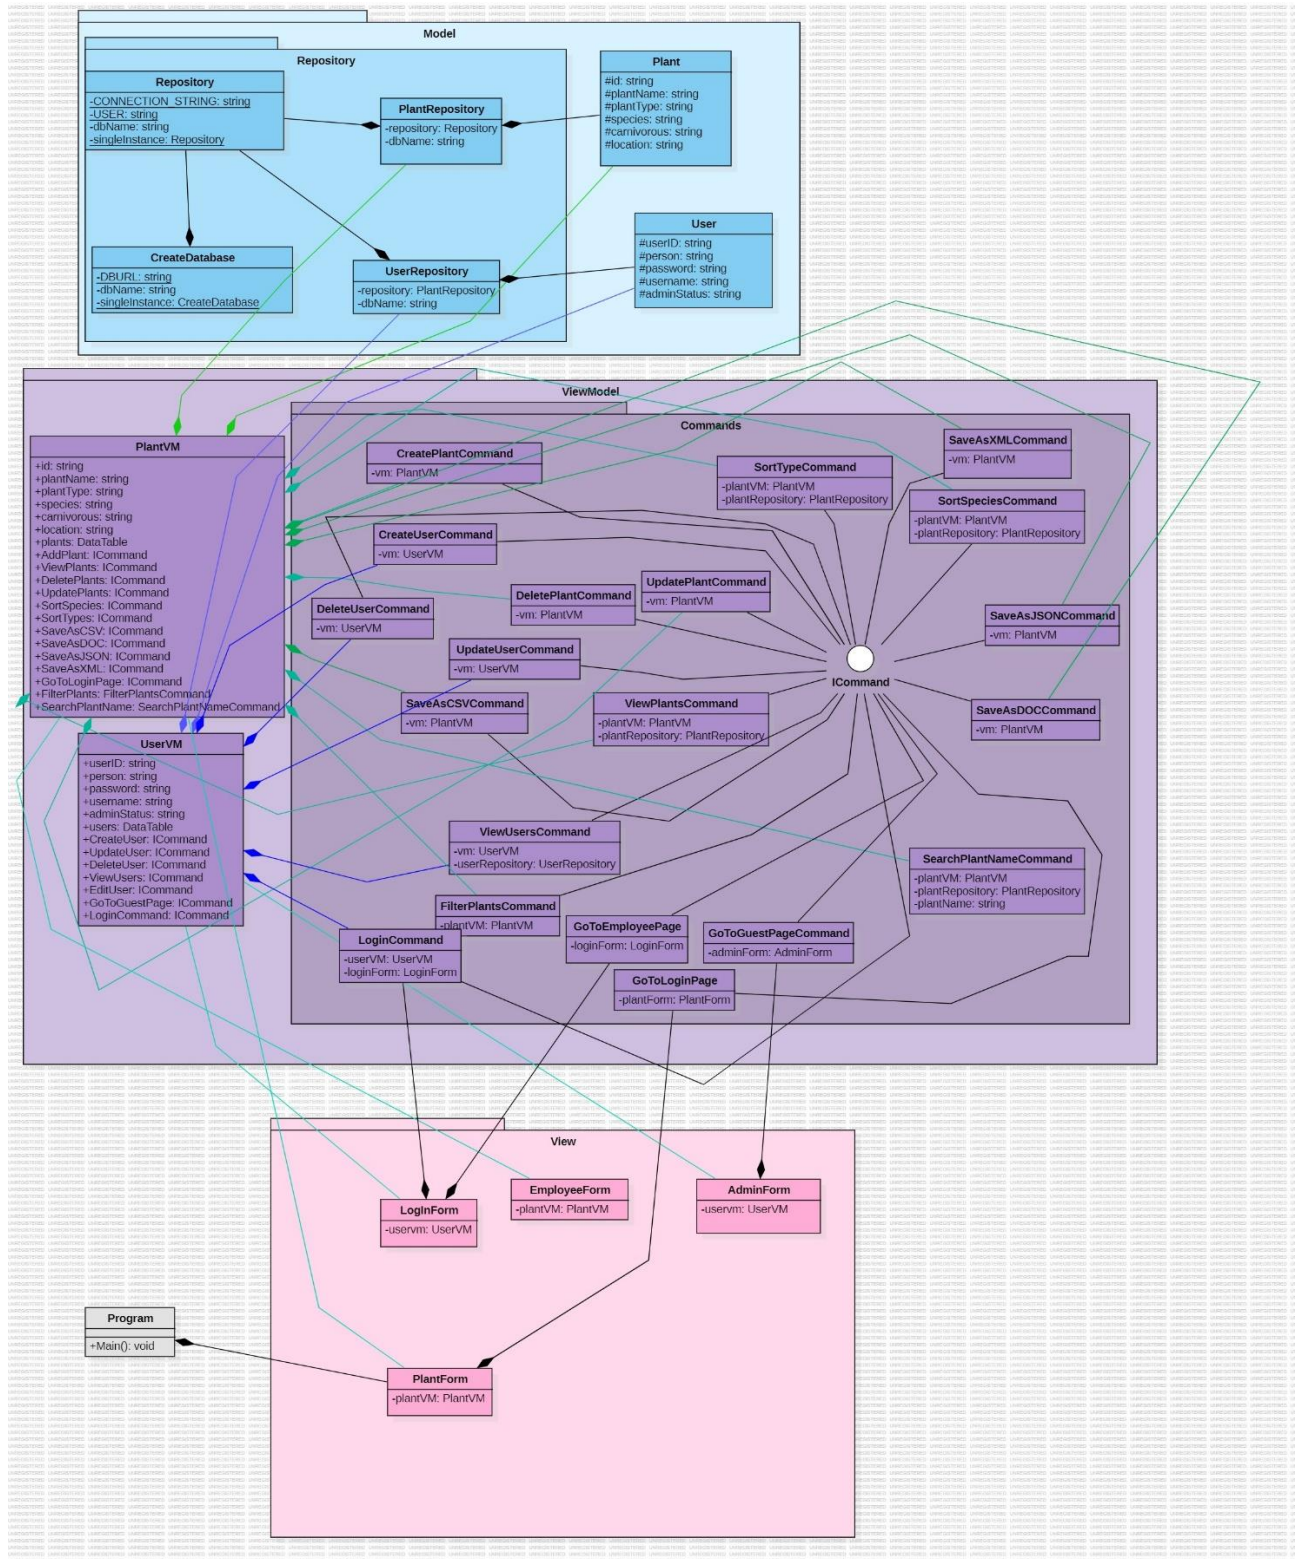 Model
Repository
Repository
-CONNECTION_STRING: string
-USER: string
-dbName: string
-singleInstance: Repository
PlantRepository
-repository: Repository
-dbName: string
Plant
#id: string
#plantName: string
#plantType: string
#species: string
#carnivorous: string
#location: string
CreateDatabase
-DBURL: string
-dbName: string
-singleInstance: CreateDatabase
UserRepository
-repository: PlantRepository
-dbName: string
User
#userID: string
#person: string
#password: string
#username: string
#adminStatus: string
ViewModel
PlantVM
+id: string
+plantName: string
+plantType: string
+species: string
+carnivorous: string
+location: string
+plants: DataTable
+AddPlant: ICommand
+ViewPlants: ICommand
+DeletePlants: ICommand
+UpdatePlants: ICommand
+SortSpecies: ICommand
+SortTypes: ICommand
+SaveAsCSV: ICommand
+SaveAsDOC: ICommand
+SaveAsJSON: ICommand
+SaveAsXML: ICommand
+GoToLoginPage: ICommand
+FilterPlants: FilterPlantsCommand
+SearchPlantName: SearchPlantNameCommand
UserVM
+userID: string
+person: string
+password: string
+username: string
+adminStatus: string
+users: DataTable
+CreateUser: ICommand
+UpdateUser: ICommand
+DeleteUser: ICommand
+ViewUsers: ICommand
+EditUser: ICommand
+GoToGuestPage: ICommand
+LoginCommand: ICommand
Commands
CreatePlantCommand
-vm: PlantVM
SortTypeCommand
-plantVM: PlantVM
-plantRepository: PlantRepository
SaveAsXMLCommand
-vm: PlantVM
SortSpeciesCommand
-plantVM: PlantVM
-plantRepository: PlantRepository
CreateUserCommand
-vm: UserVM
DeleteUserCommand
-vm: UserVM
DeletePlantCommand
-vm: PlantVM
UpdatePlantCommand
-vm: PlantVM
SaveAsJSONCommand
-vm: PlantVM
UpdateUserCommand
-vm: UserVM
ICommand
SaveAsCSVCommand
-vm: PlantVM
ViewPlantsCommand
-plantVM: PlantVM
-plantRepository: PlantRepository
SaveAsDOCCommand
-vm: PlantVM
ViewUsersCommand
-vm: UserVM
-userRepository: UserRepository
SearchPlantNameCommand
-plantVM: PlantVM
-plantRepository: PlantRepository
-plantName: string
FilterPlantsCommand
-plantVM: PlantVM
LoginCommand
-userVM: UserVM
-loginForm: LoginForm
GoToEmployeePage
-loginForm: LoginForm
GoToGuestPageCommand
-adminForm: AdminForm
GoToLoginPage
-plantForm: PlantForm
View
LogInForm
-uservm: UserVM
EmployeeForm
-plantVM: PlantVM
AdminForm
-uservm: UserVM
Program
+Main(): void
PlantForm
-plantVM: PlantVM